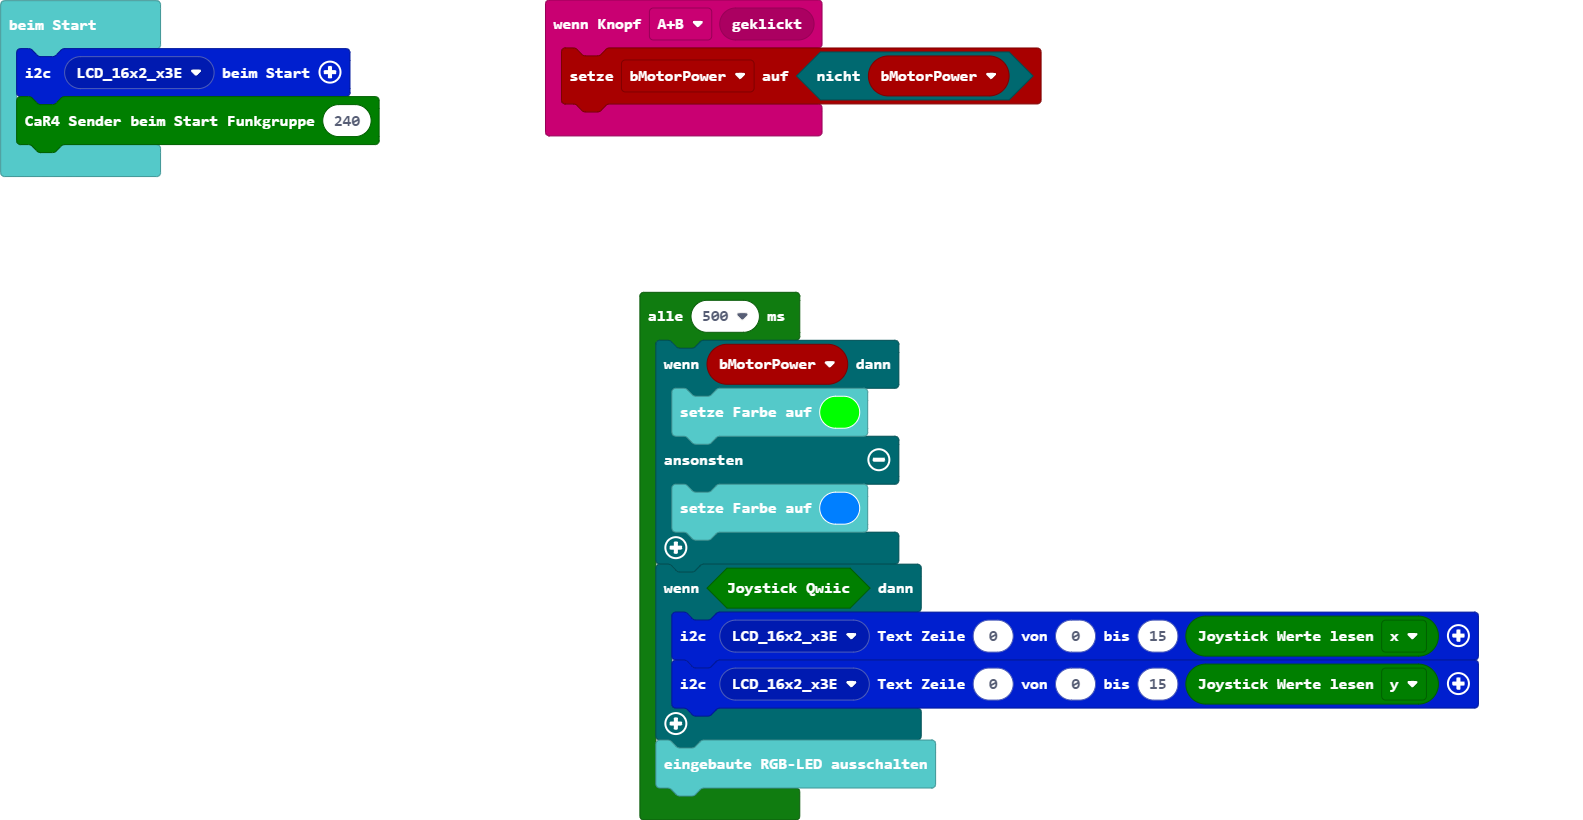 beim Start
i2c LCD_16x2_x3E beim Start
CaR4 Sender beim Start Funkgruppe 240
wenn Knopf A+B geklickt
setze bMotorPower auf nicht bMotorPower
alle 500 ms
wenn bMotorPower dann
setze Farbe auf
ansonsten
setze Farbe auf
wenn Joystick Qwiic dann
i2c LCD_16x2_x3E Text Zeile 0 von 0 bis 15 Joystick Werte lesen x
i2c LCD_16x2_x3E Text Zeile 0 von 0 bis 15 Joystick Werte lesen y
eingebaute RGB-LED ausschalten